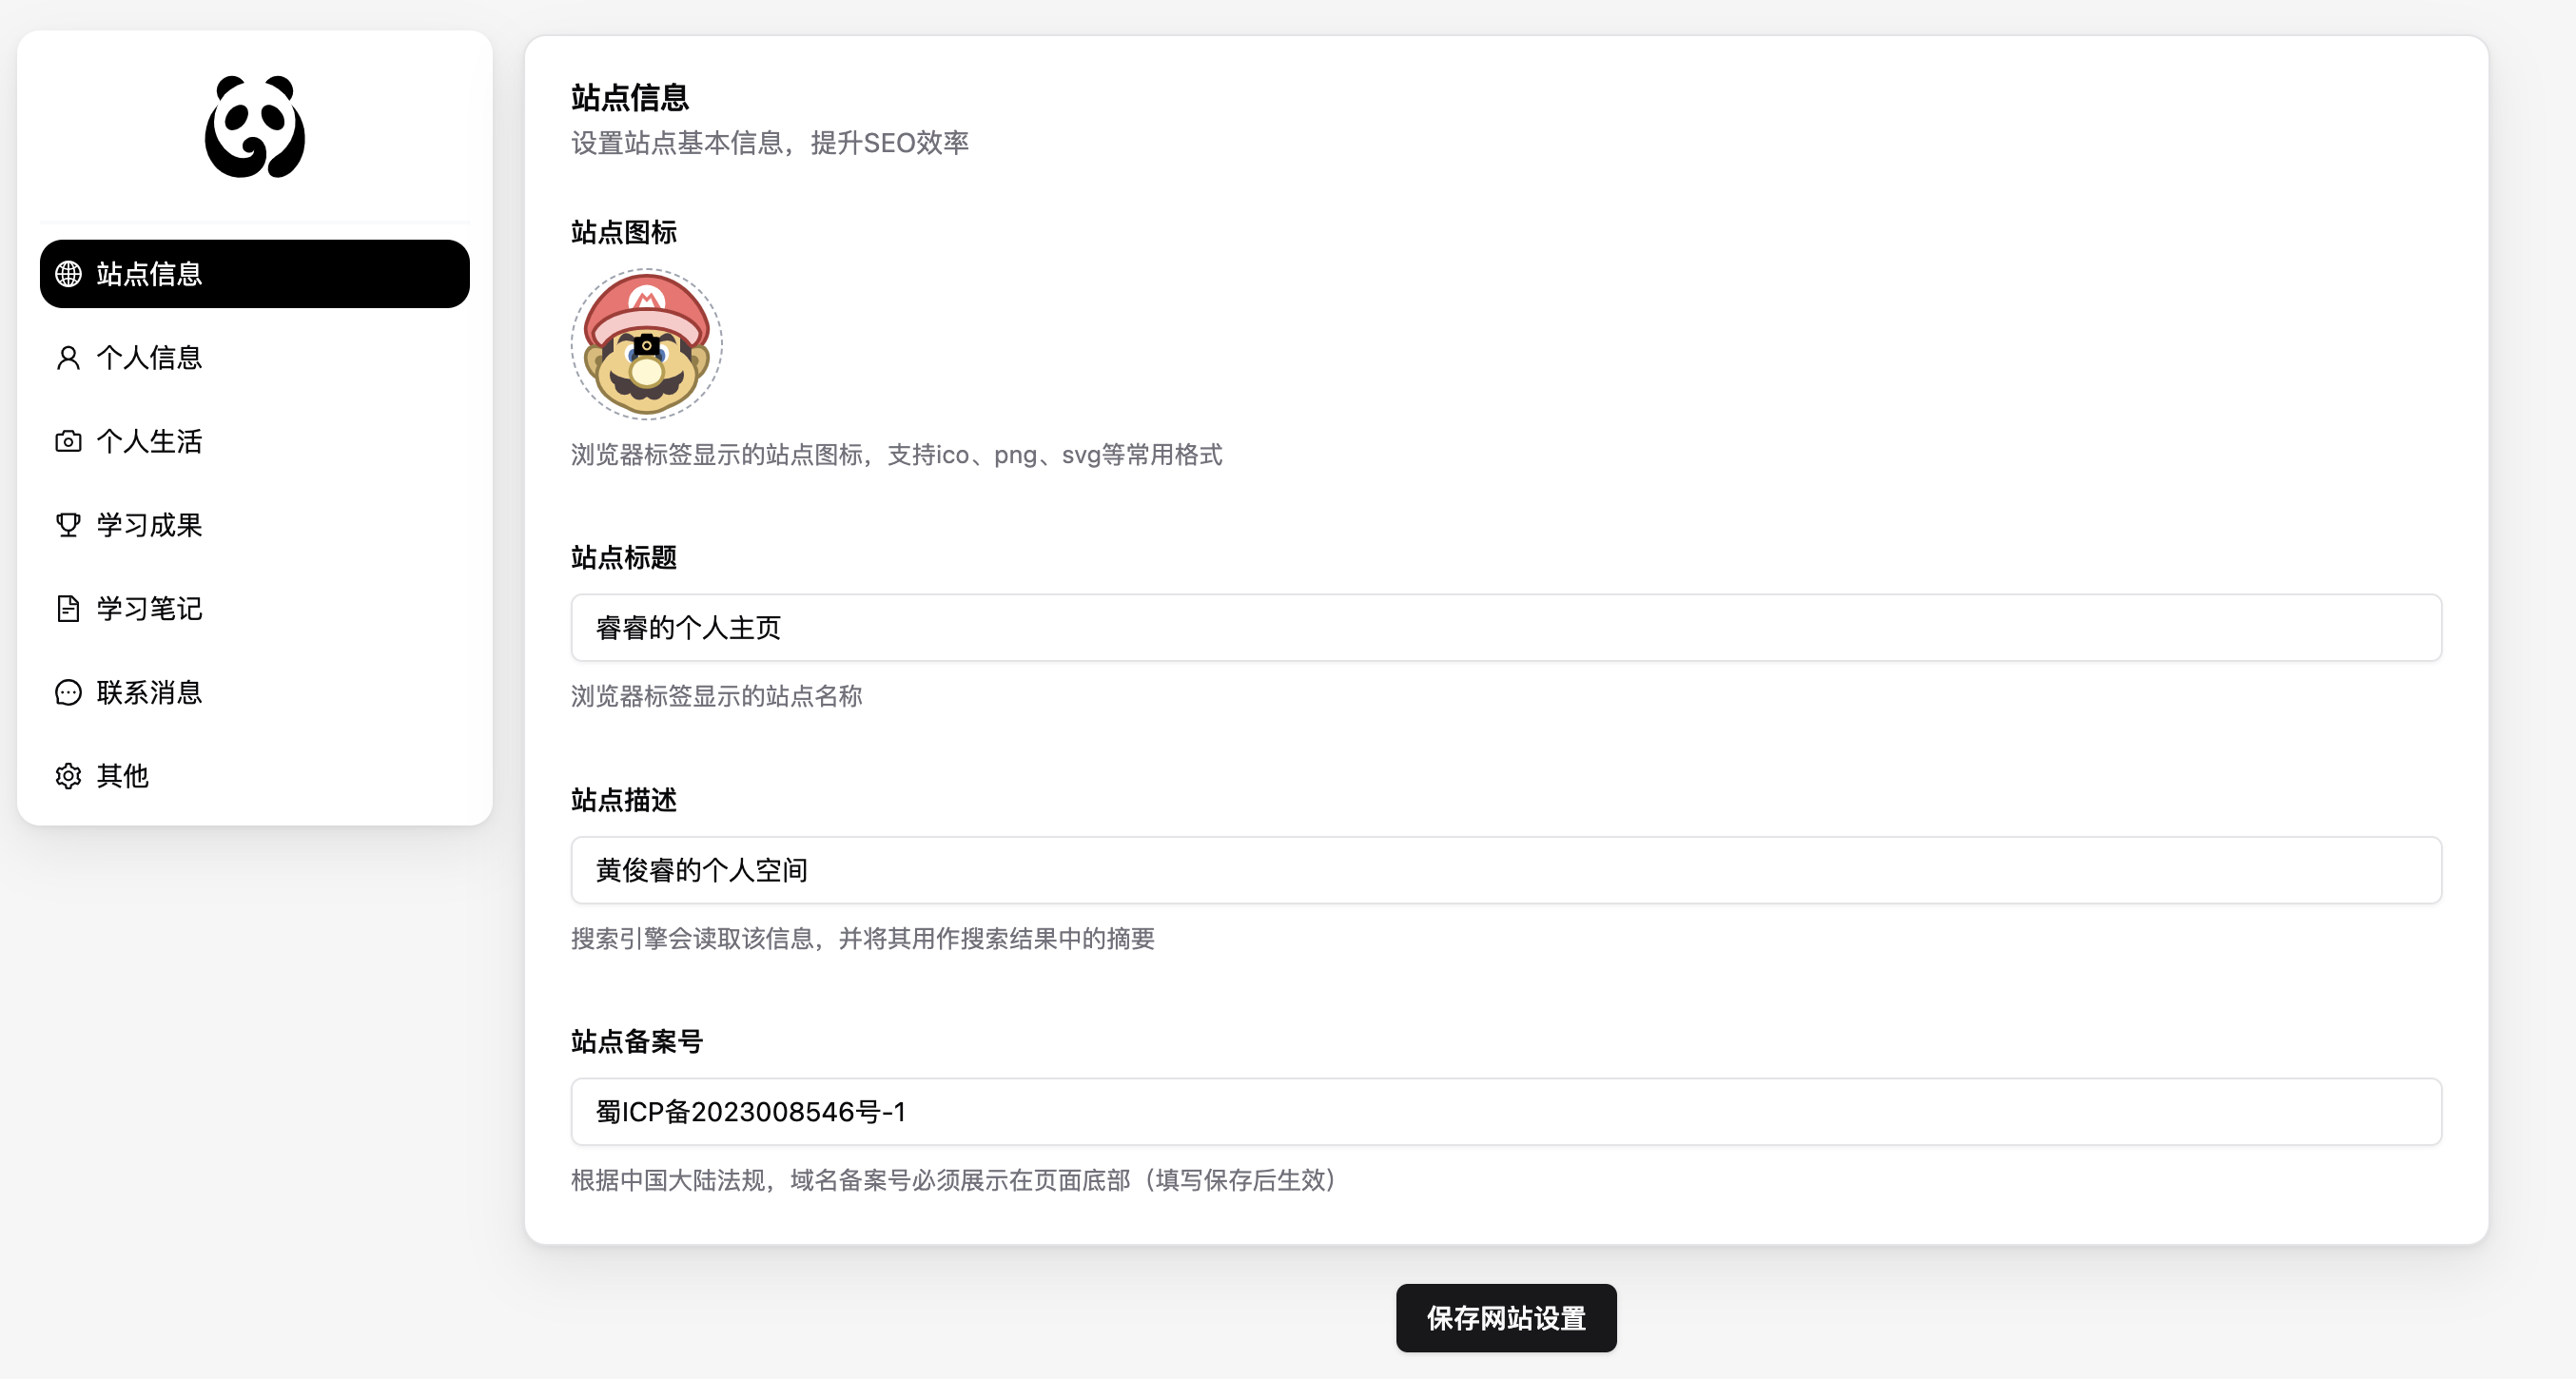 站点信息
个人信息
个人生活
学习成果
学习笔记
联系消息
其他
站点信息
设置站点基本信息，提升SEO效率
站点图标
浏览器标签显示的站点图标，支持ico、png、svg等常用格式
站点标题
睿睿的个人主页
浏览器标签显示的站点名称
站点描述
黄俊睿的个人空间
搜索引擎会读取该信息，并将其用作搜索结果中的摘要
站点备案号
蜀ICP备2023008546号-1
根据中国大陆法规，域名备案号必须展示在页面底部（填写保存后生效）
保存网站设置